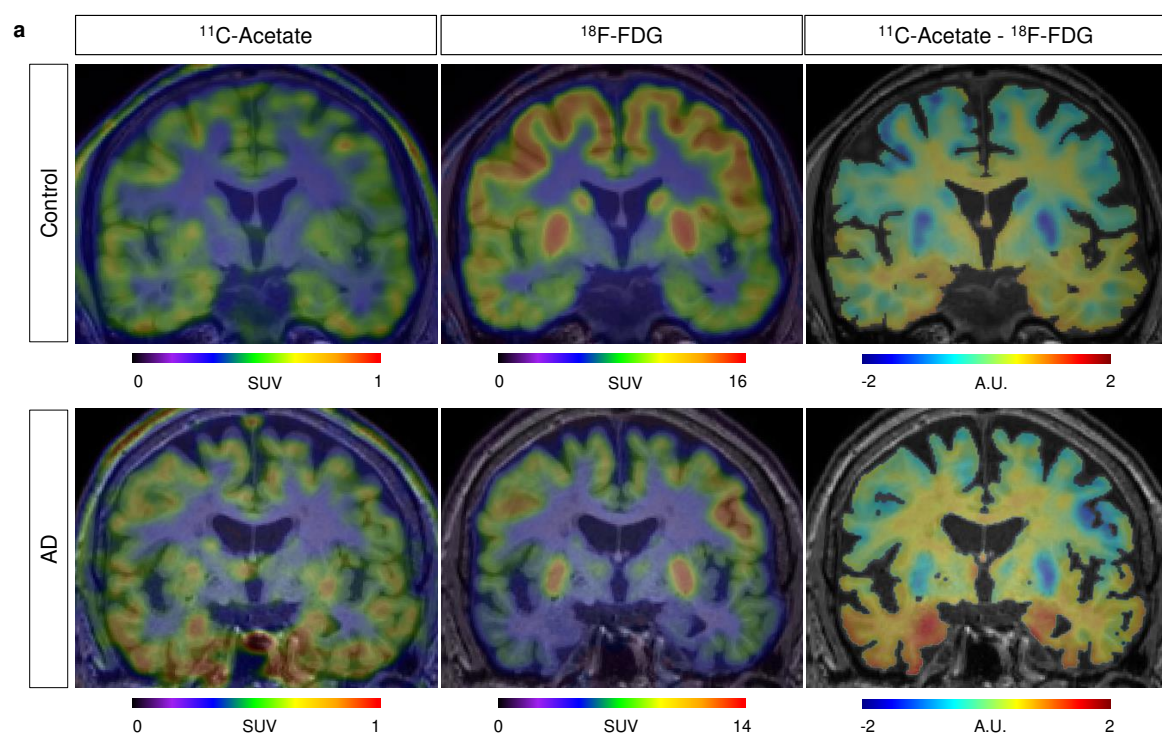 a
¹¹C-Acetate
¹⁸F-FDG
¹¹C-Acetate - ¹⁸F-FDG
Control
0 SUV 1
0 SUV 16
-2 A.U. 2
AD
0 SUV 1
0 SUV 14
-2 A.U. 2